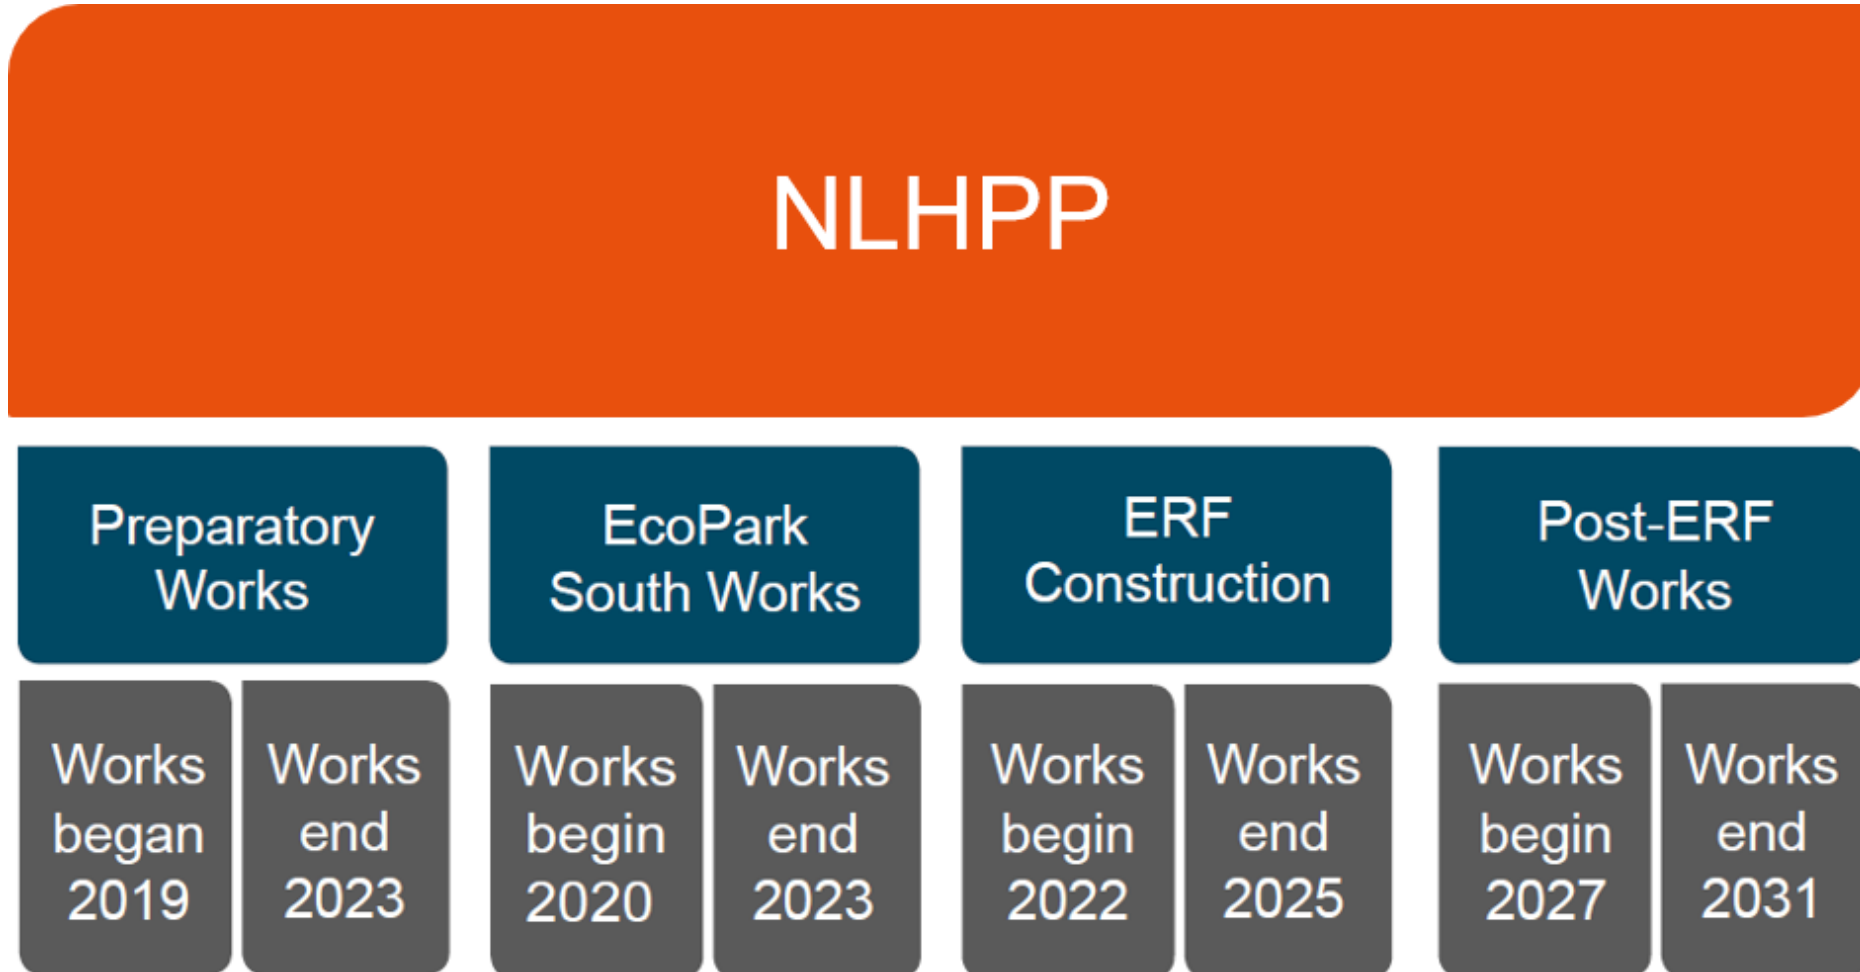 NLHPP
Preparatory
Works
EcoPark
South Works
ERF
Construction
Post-ERF
Works
Works
began
2019
Works
end
2023
Works
begin
2020
Works
end
2023
Works
begin
2022
Works
end
2025
Works
begin
2027
Works
end
2031